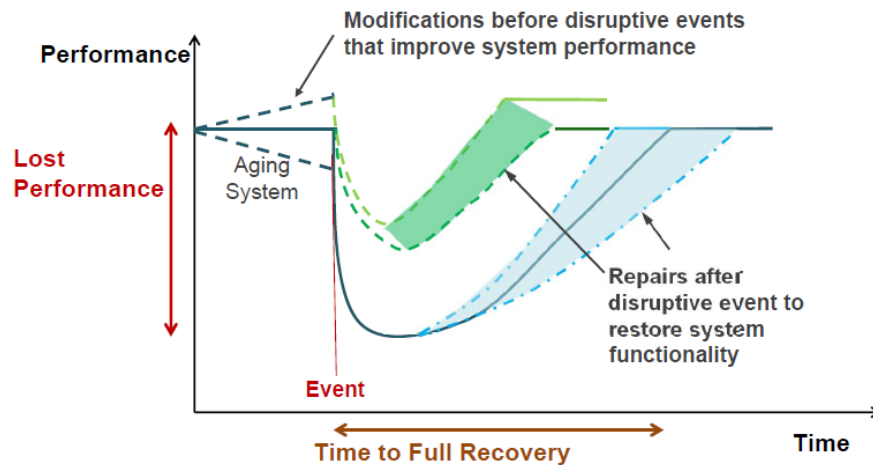 Modifications before disruptive events
that improve system performance
Performance
Lost
Performance
Aging
System
Repairs after
disruptive event to
restore system
functionality
Event
Time to Full Recovery
Time